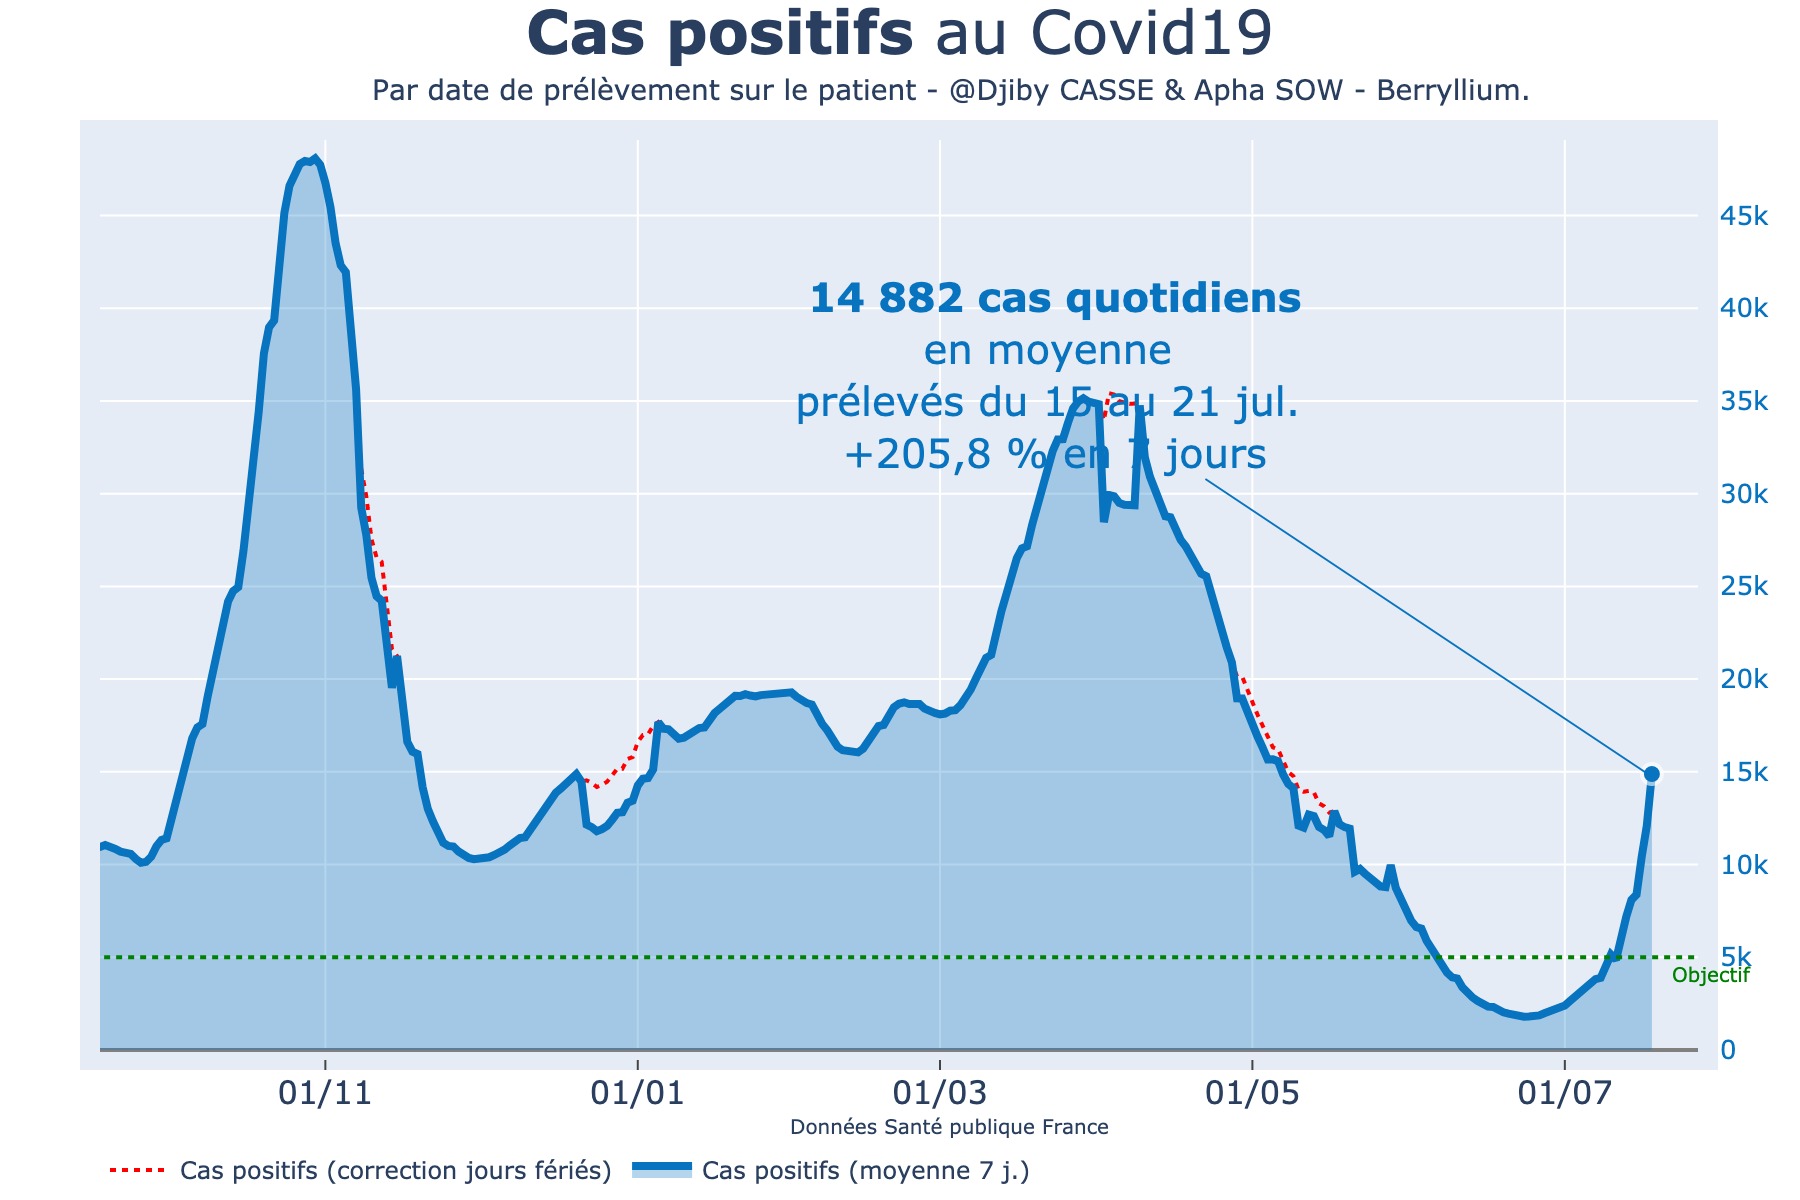 Cas positifs au Covid19
Par date de prélèvement sur le patient - @Djiby CASSE & Apha SOW - Berryllium.
45k
14 882 cas quotidiens
40k
en moyenne
prélevés du 15 au 21 jul.
35k
+205,8 % en 7 jours
30k
25k
20k
15k
10k
5k
Objectif
0
01/11
01/01
01/03
01/05
01/07
Données Santé publique France
Cas positifs (correction jours fériés)
Cas positifs (moyenne 7 j.)